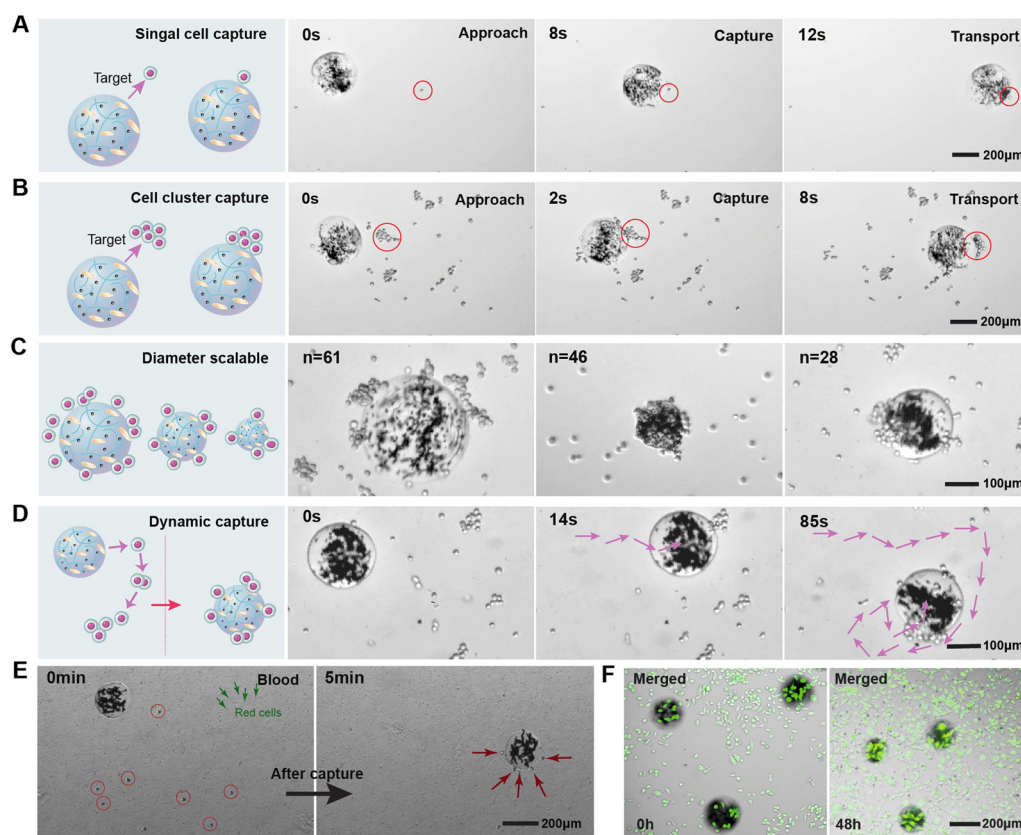 A
Singal cell capture
Target
0s
Approach
8s
Capture
12s
Transport
200μm
B
Cell cluster capture
Target
0s
Approach
2s
Capture
8s
Transport
200μm
C
Diameter scalable
n=61
n=46
n=28
100μm
D
Dynamic capture
0s
14s
85s
100μm
E
0min
Blood
Red cells
After capture
5min
200μm
F
Merged
0h
Merged
48h
200μm